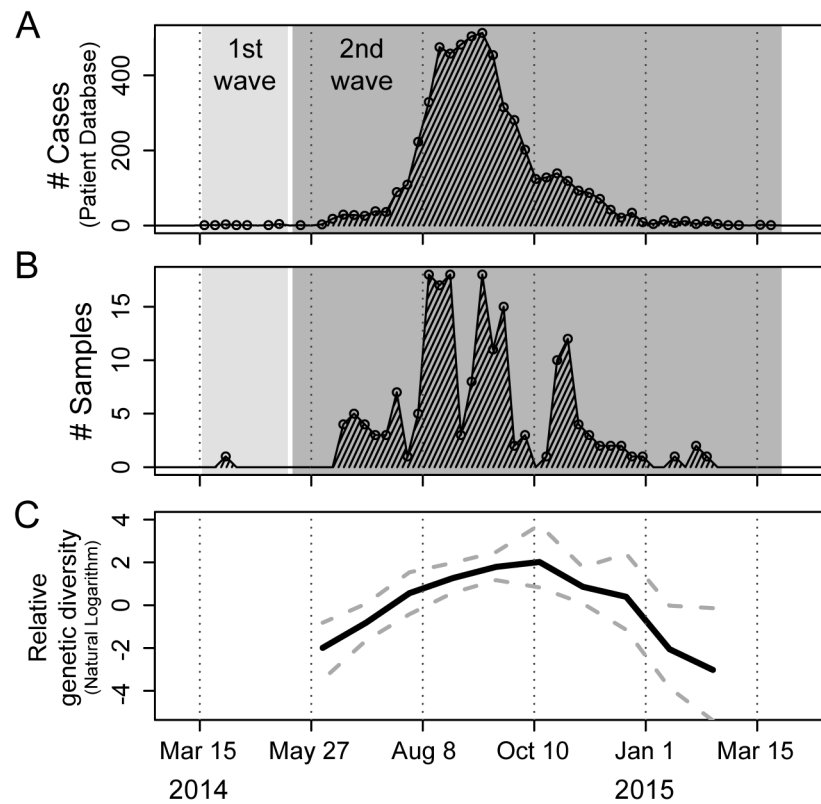 A
1st
wave
2nd
wave
# Cases
(Patient Database)
400
200
0
B
# Samples
15
10
5
0
C
Relative
genetic diversity
(Natural Logarithm)
4
2
0
-2
-4
Mar 15
May 27
Aug 8
Oct 10
Jan 1
Mar 15
2014
2015